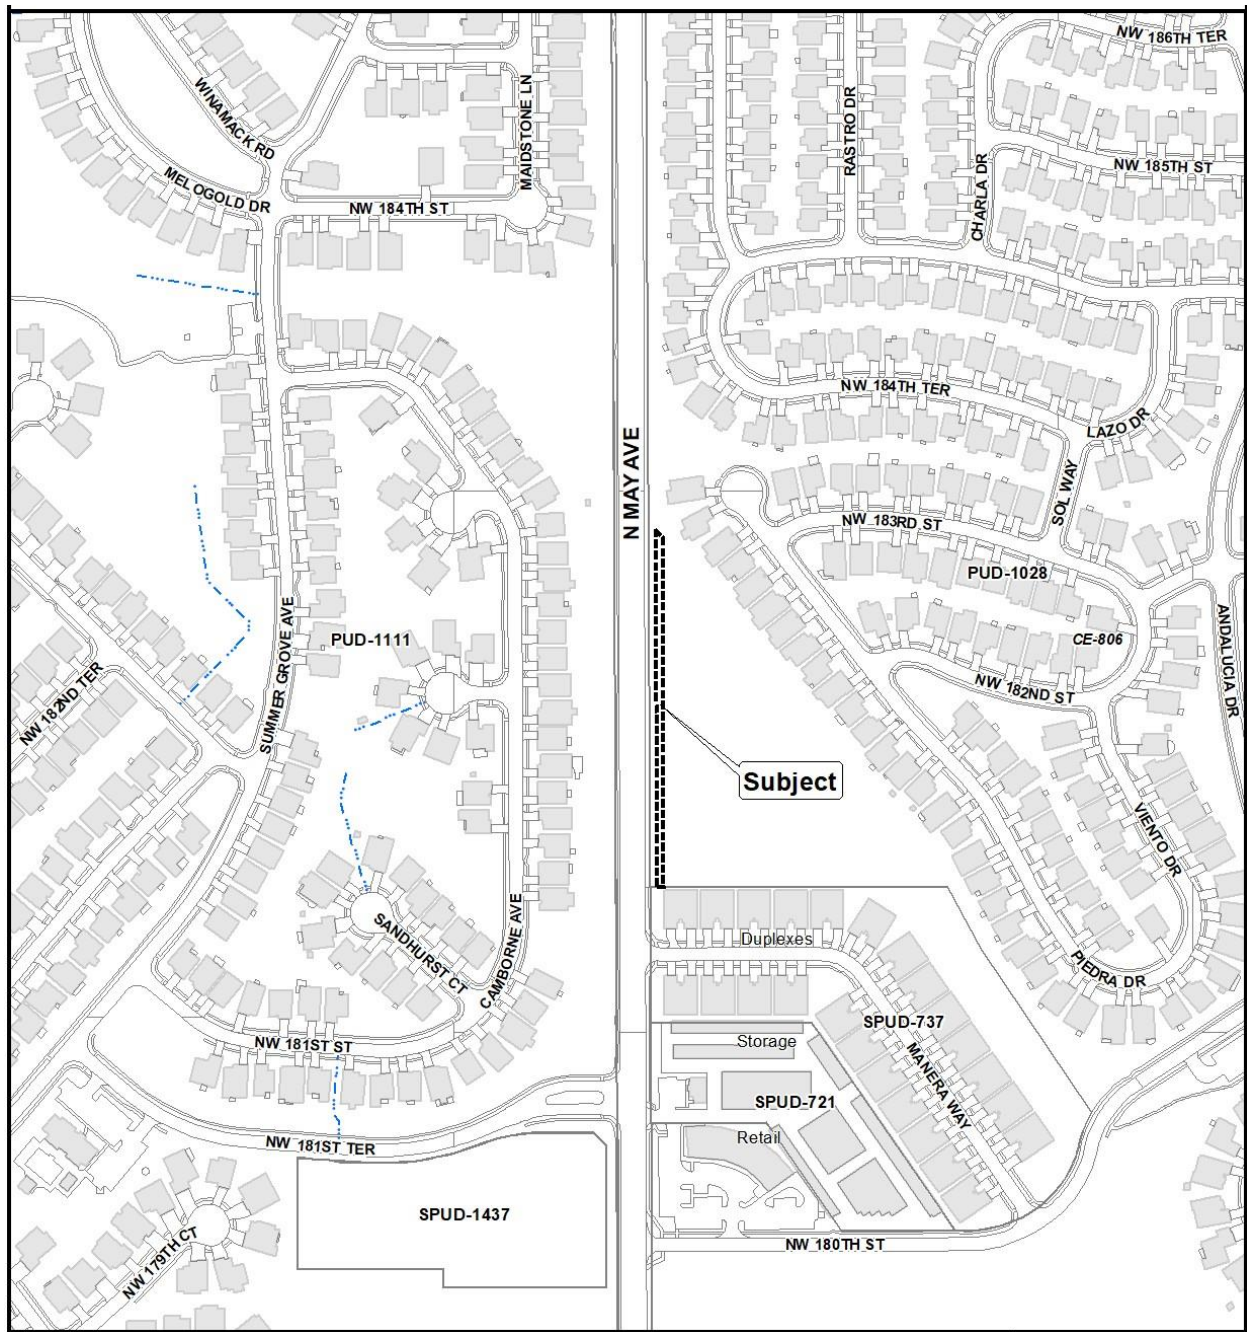 NW 186TH TER
WINAMACK RD
MAIDSTONE LN
RASTRO DR
NW 185TH ST
MELOGOLD DR
NW 184TH ST
CHARLA DR
NW 184TH TER
LAZO DR
N MAY AVE
SOL WAY
NW 183RD ST
PUD-1028
PUD-1111
CE-806
ANDALUCIA DR
SUMMER GROVE AVE
NW 182ND TER
NW 182ND ST
Subject
VIENTO DR
SANDHURST CT
CAMBORNE AVE
Duplexes
PIEDRA DR
SPUD-737
NW 181ST ST
Storage
MANERA WAY
SPUD-721
Retail
NW 181ST TER
SPUD-1437
NW 179TH CT
NW 180TH ST